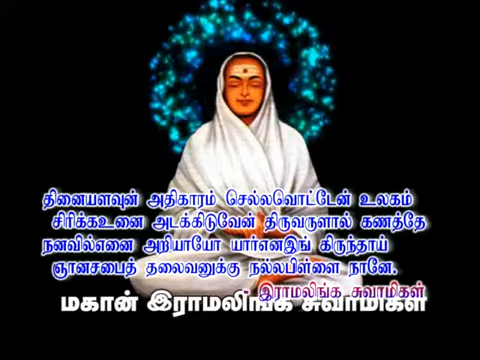 தினையளவுன் அதிகாரம் செல்லவொட்டேன் உலகம்
சிரிக்கஉனை அடக்கிடுவேன் திருவருளால் கணத்தே
நனவில்எனை அறியாயோ யார்எனஇங் கிருந்தாய்
ஞானசபைத் தலைவனுக்கு நல்லபிள்ளை நானே.
- இராமலிங்க சுவாமிகள்
மகான் இராமலிங்க சுவாமிகள்